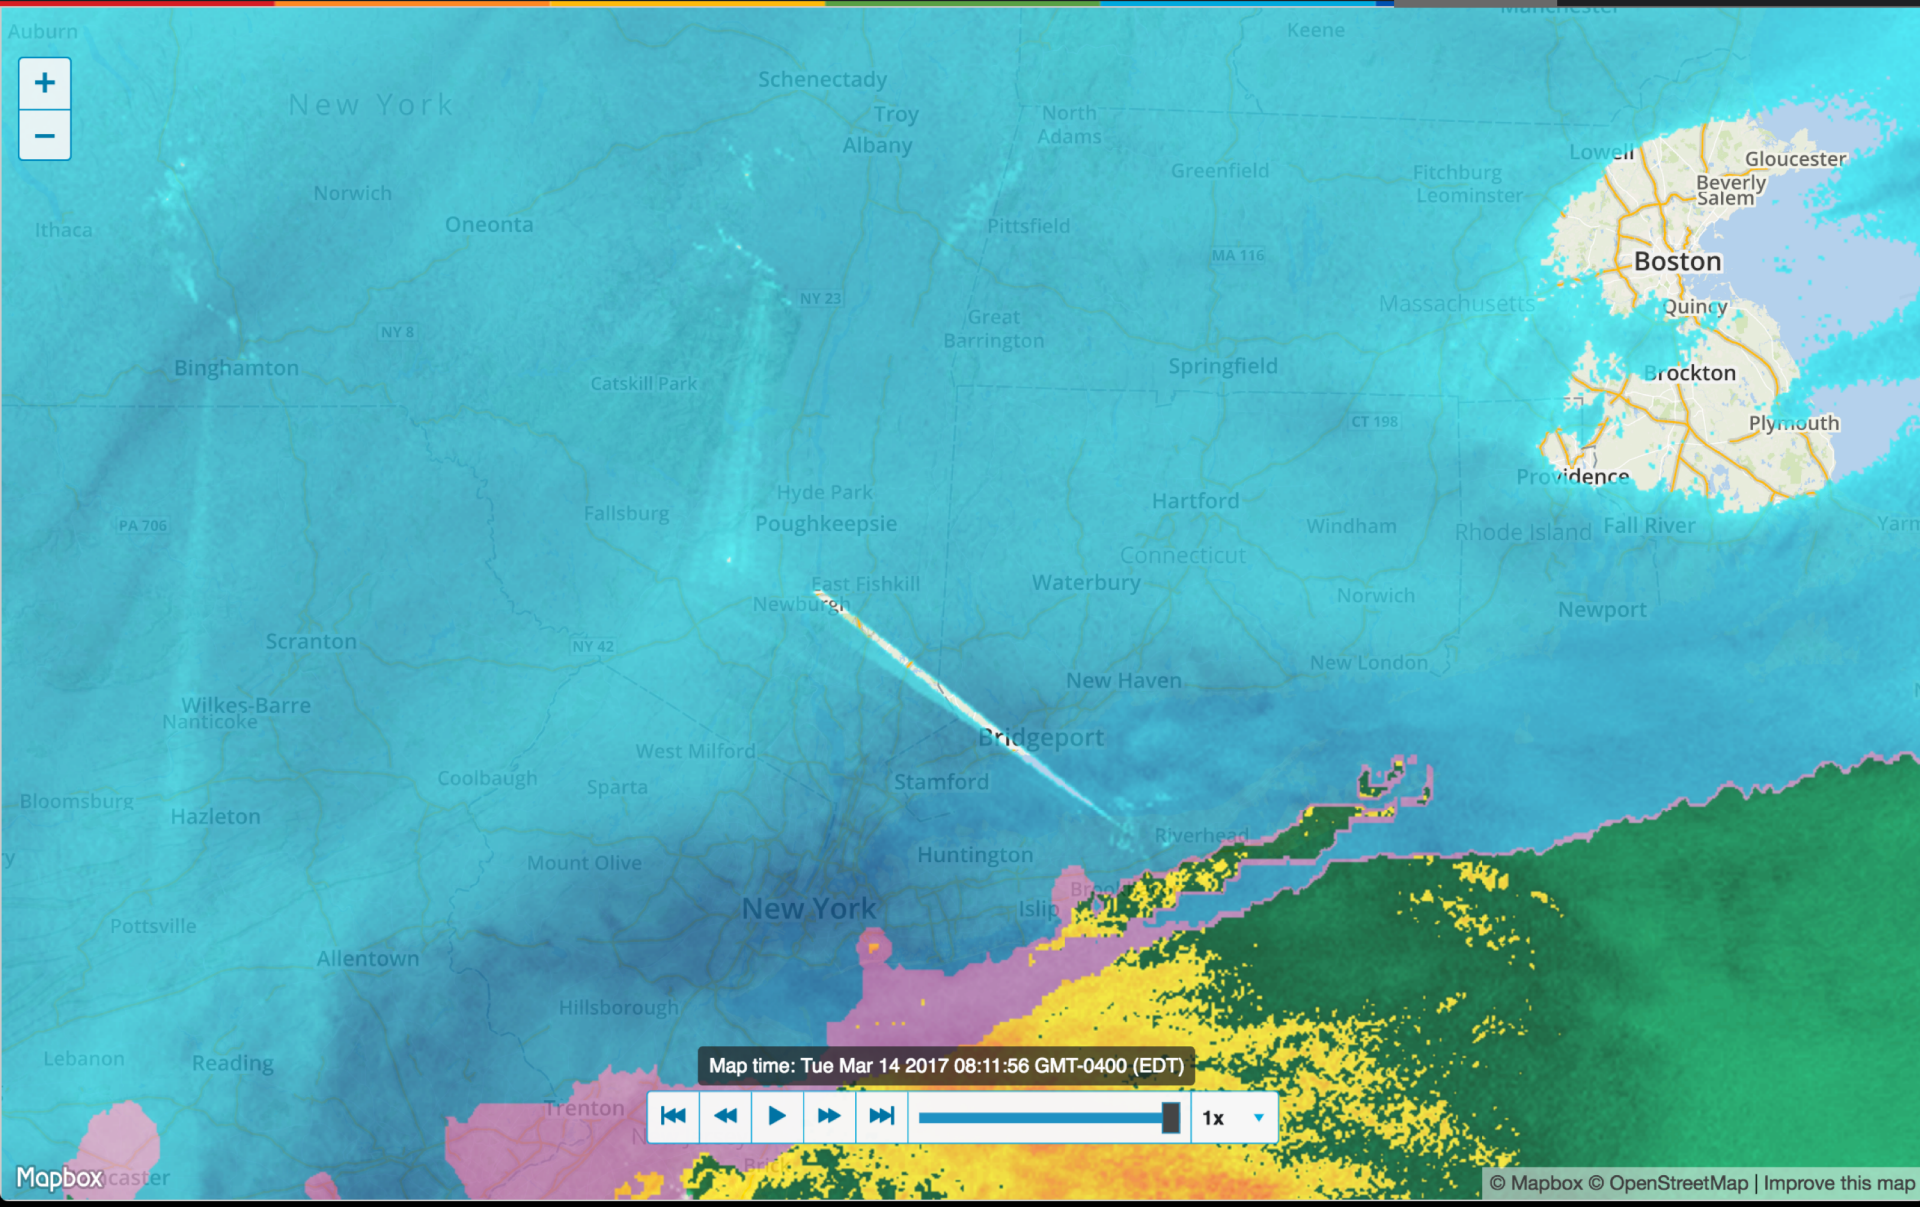 Auburn
Keene
Schenectady
New York
Troy
North
Adams
Albany
Lowell
Gloucester
Greenfield
Fitchburg
Leominster
Beverly
Salem
Norwich
Oneonta
Pittsfield
Ithaca
MA 116
Boston
NY 23
Massachusetts
Quincy
Great
Barrington
NY 8
Binghamton
Springfield
Brockton
Catskill Park
CT 198
Plymouth
Providence
Hyde Park
Hartford
Fallsburg
Poughkeepsie
PA 706
Windham
Rhode Island
Fall River
Yarm
Connecticut
East Fishkill
Waterbury
Newburgh
Norwich
Newport
Scranton
NY 42
New London
New Haven
Wilkes-Barre
Nanticoke
Bridgeport
West Milford
Coolbaugh
Sparta
Stamford
Bloomsburg
Hazleton
Riverhead
Huntington
Mount Olive
Brook
New York
Islip
Pottsville
Allentown
Hillsborough
Lebanon
Reading
Map time: Tue Mar 14 2017 08:11:56 GMT-0400 (EDT)
Trenton
1x
Brick
Mapbox
caster
© Mapbox © OpenStreetMap | Improve this map